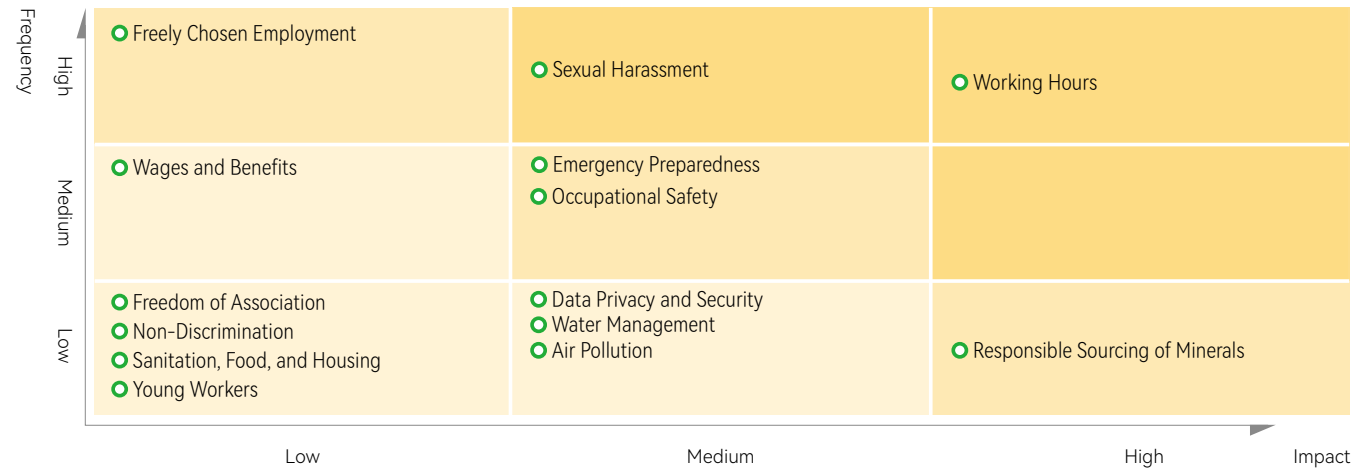 Frequency
High
Freely Chosen Employment
Sexual Harassment
Working Hours
Medium
Wages and Benefits
Emergency Preparedness
Occupational Safety
Low
Freedom of Association
Non-Discrimination
Sanitation, Food, and Housing
Young Workers
Data Privacy and Security
Water Management
Air Pollution
Responsible Sourcing of Minerals
Low
Medium
High
Impact